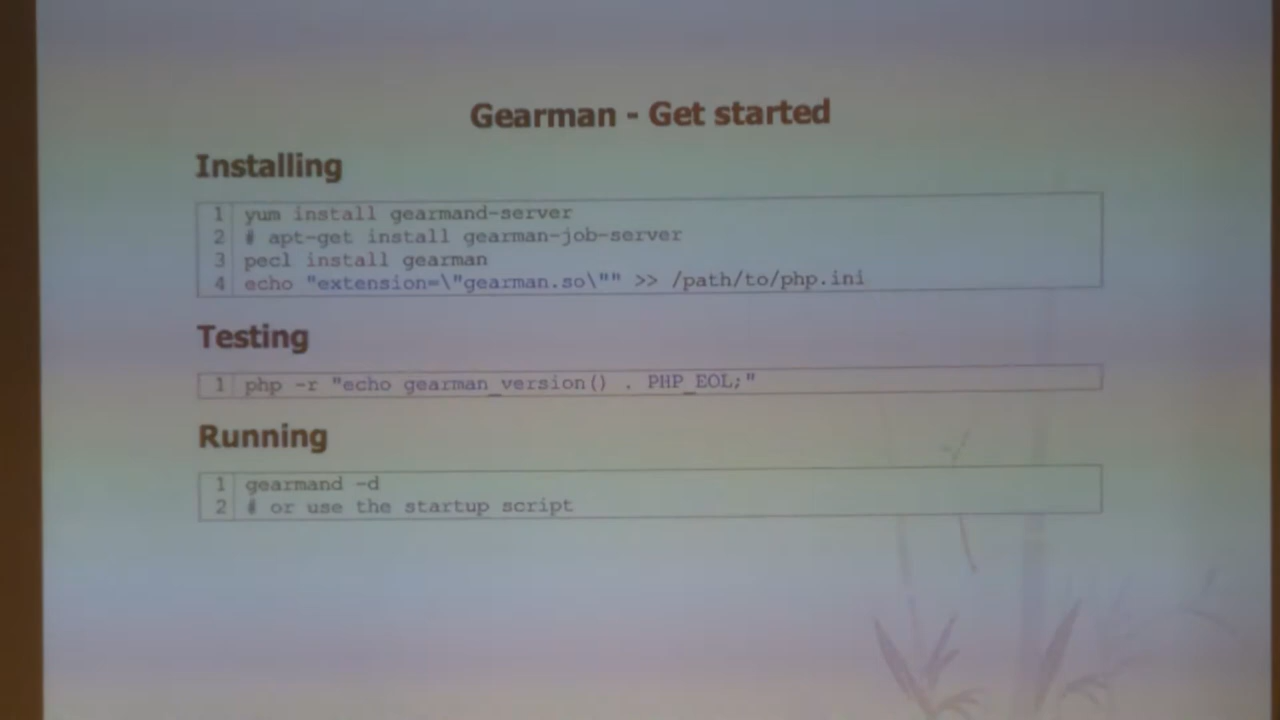 Gearman - Get started
Installing
1 yum install gearmand-server
2 # apt-get install gearman-job-server
3 pecl install gearman
4 echo "extension=\"gearman.so\"" >> /path/to/php.ini
Testing
1 php -r "echo gearman_version() . PHP_EOL;"
Running
1 gearmand -d
2 # or use the startup script